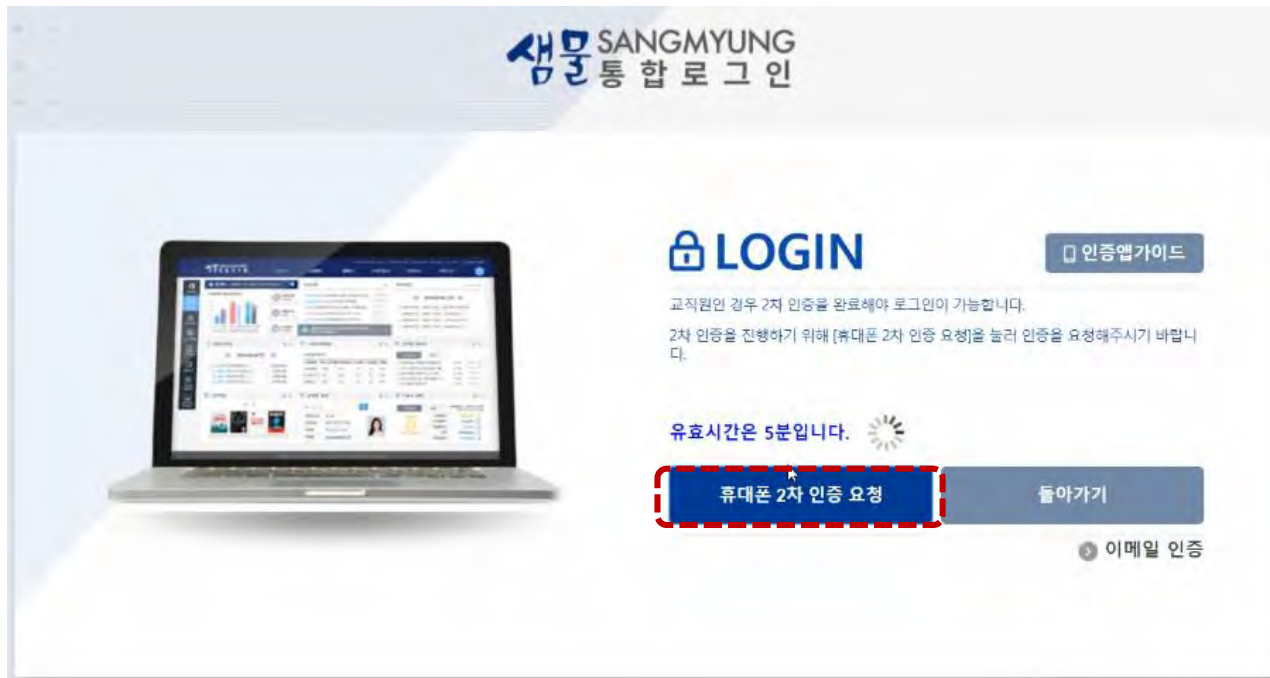 샘물 SANGMYUNG
통합로그인
LOGIN
인증앱가이드
교직원인 경우 2차 인증을 완료해야 로그인이 가능합니다.
2차 인증을 진행하기 위해 [휴대폰 2차 인증 요청]을 눌러 인증을 요청해주시기 바랍니
다.
유효시간은 5분입니다.
휴대폰 2차 인증 요청
돌아가기
이메일 인증